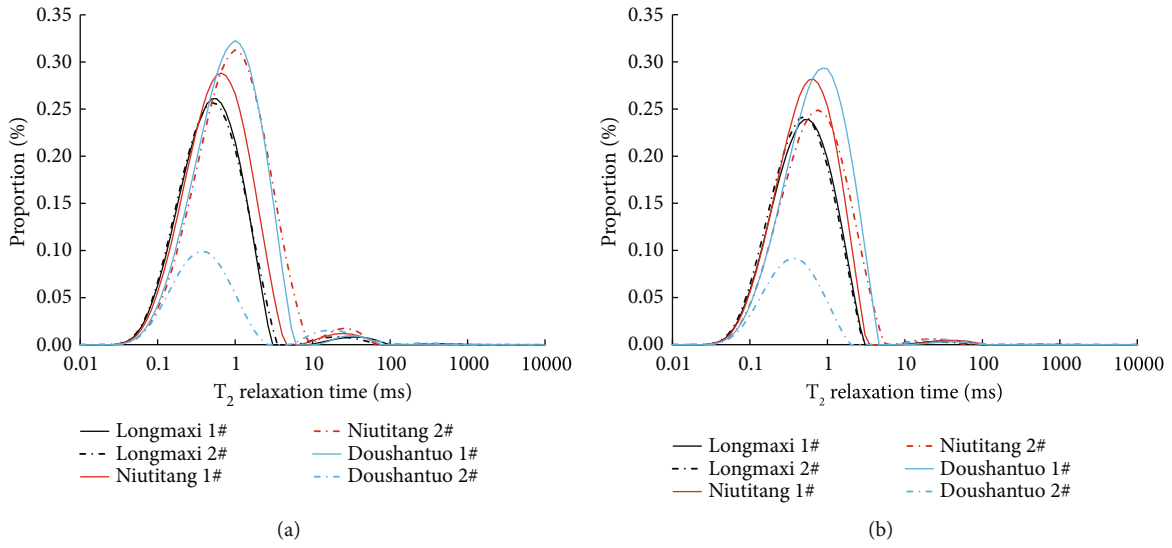 0.35
0.30
0.25
0.20
0.15
0.10
0.05
0.00
Proportion (%)
0.01 0.1 1 10 100 1000 10000
T2 relaxation time (ms)
Longmaxi 1#
Longmaxi 2#
Niutitang 1#
Niutitang 2#
Doushantuo 1#
Doushantuo 2#
(a)
0.35
0.30
0.25
0.20
0.15
0.10
0.05
0.00
Proportion (%)
0.01 0.1 1 10 100 1000 10000
T2 relaxation time (ms)
Longmaxi 1#
Longmaxi 2#
Niutitang 1#
Niutitang 2#
Doushantuo 1#
Doushantuo 2#
(b)